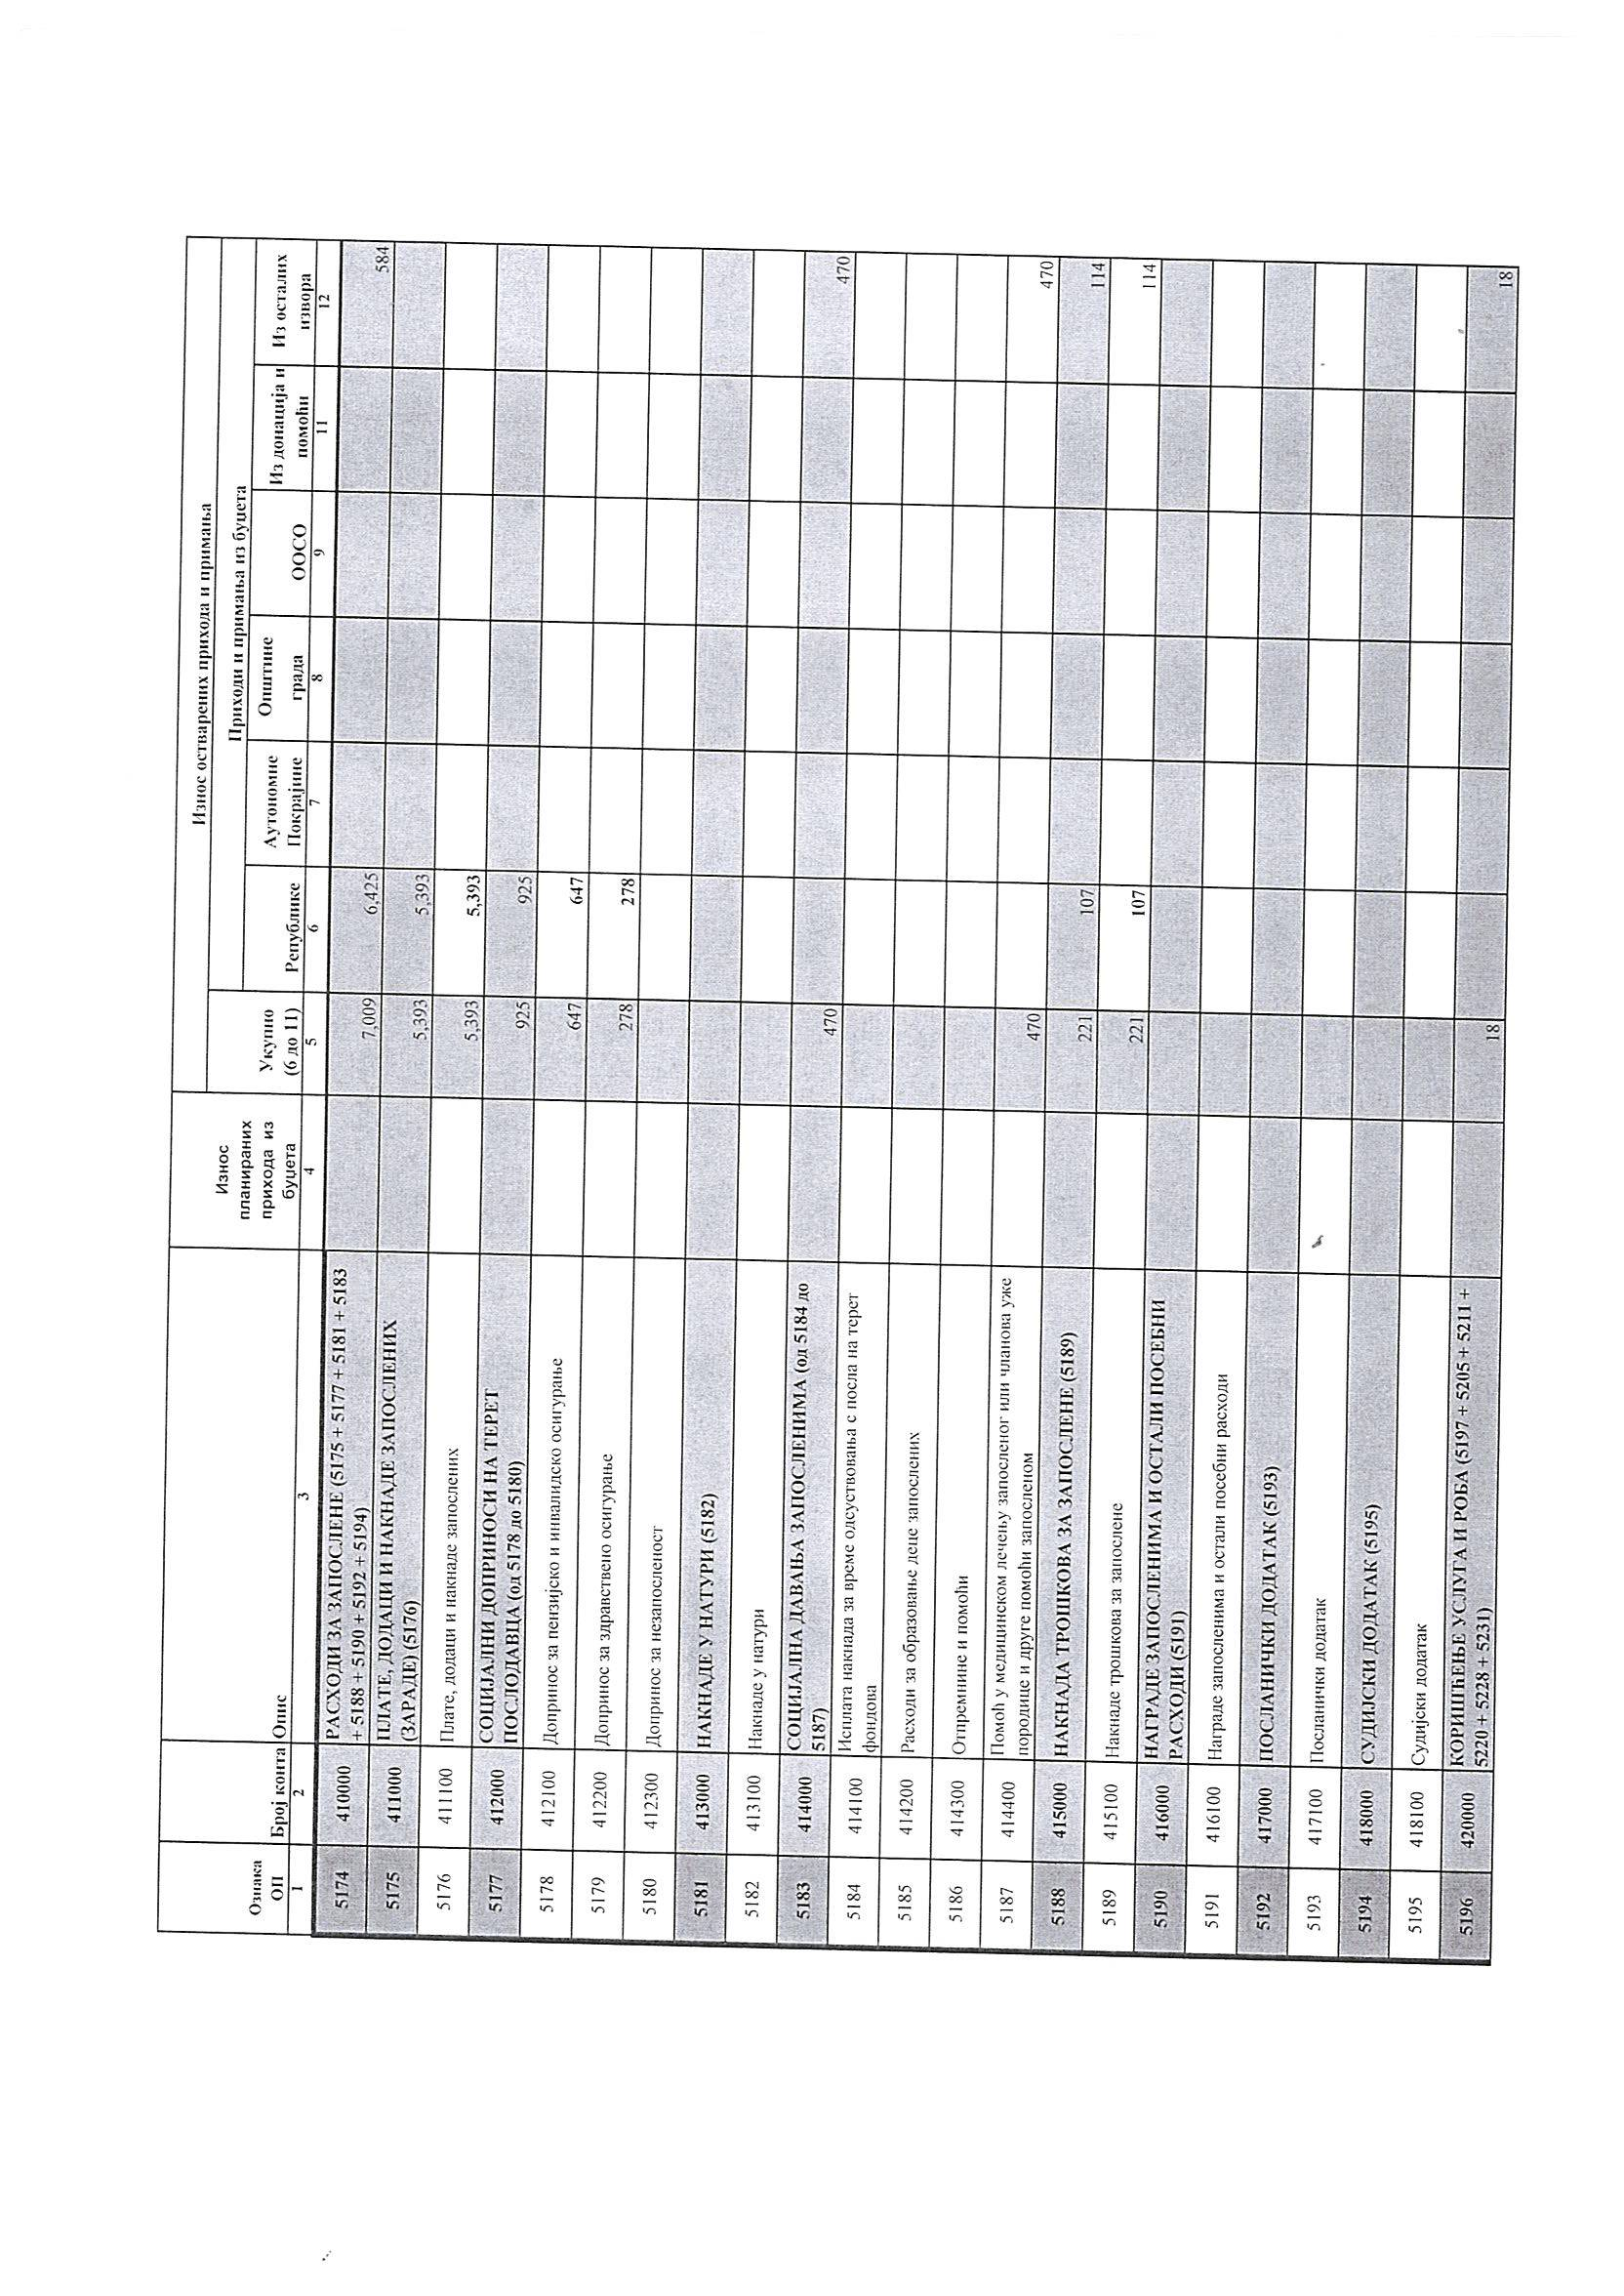 Износ остварених прихода и примања
Приходи и примања из буџета
Ознака ОП
Број конта
Опис
Износ планираних прихода из буџета
Укупно (6 до 11)
Републике
Аутономне Покрајине
Општине града
ООСО
Из донација и помоћи
Из осталих извора
1 2 3 4 5 6 7 8 9 11 12
5174 410000 РАСХОДИ ЗА ЗАПОСЛЕНЕ (5175 + 5177 + 5181 + 5183 7,009 6,425 584
+ 5188 + 5190 + 5192 + 5194)
5175 411000 ПЛАТЕ, ДОДАЦИ И НАКНАДЕ ЗАПОСЛЕНИХ 5,393 5,393
(ЗАРАДЕ) (5176)
5176 411100 Плате, додаци и накнаде запослених 5,393 5,393
5177 412000 СОЦИЈАЛНИ ДОПРИНОСИ НА ТЕРЕТ 925 925
ПОСЛОДАВЦА (од 5178 до 5180)
5178 412100 Допринос за пензијско и инвалидско осигурање 647 647
5179 412200 Допринос за здравствено осигурање 278 278
5180 412300 Допринос за незапосленост
5181 413000 НАКНАДЕ У НАТУРИ (5182)
5182 413100 Накнаде у натури
5183 414000 СОЦИЈАЛНА ДАВАЊА ЗАПОСЛЕНИМА (од 5184 до 470 470
5187)
5184 414100 Исплата накнада за време одсуствовања с посла на терет
фондова
5185 414200 Расходи за образовање деце запослених
5186 414300 Отпремнине и помоћи
5187 414400 Помоћ у медицинском лечењу запосленог или чланова уже 470 470
породице и друге помоћи запосленом
5188 415000 НАКНАДА ТРОШКОВА ЗА ЗАПОСЛЕНЕ (5189) 221 107 114
5189 415100 Накнаде трошкова за запослене 221 107 114
5190 416000 НАГРАДЕ ЗАПОСЛЕНИМА И ОСТАЛИ ПОСЕБНИ
РАСХОДИ (5191)
5191 416100 Награде запосленима и остали посебни расходи
5192 417000 ПОСЛАНИЧКИ ДОДАТАК (5193)
5193 417100 Посланички додатак
5194 418000 СУДИЈСКИ ДОДАТАК (5195)
5195 418100 Судијски додатак
5196 420000 КОРИШЋЕЊЕ УСЛУГА И РОБА (5197 + 5205 + 5211 + 18 18
5220 + 5228 + 5231)